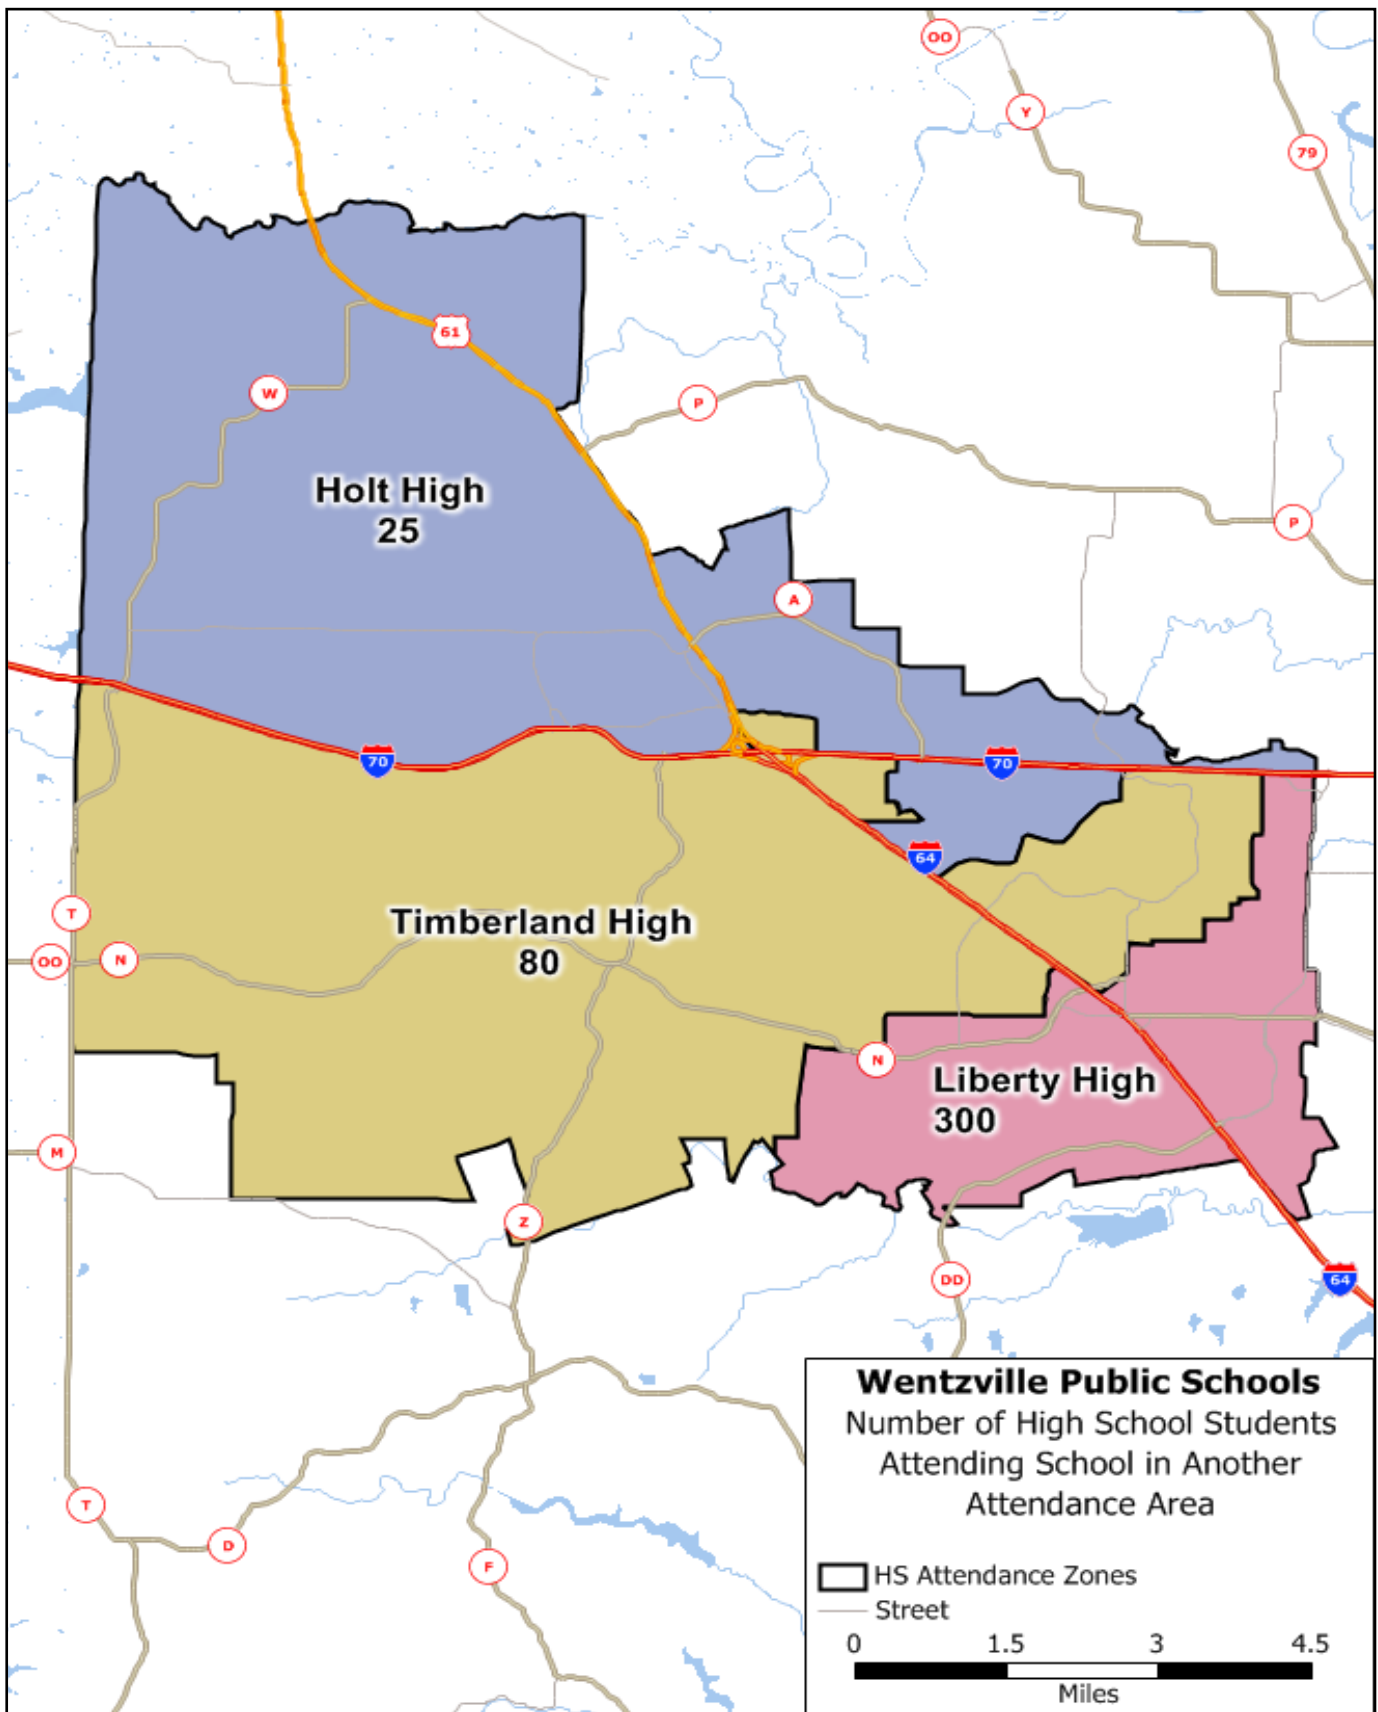 OO
Y
79
61
W
P
Holt High
25
P
A
70
70
64
T
Timberland High
80
OO
N
N
Liberty High
300
M
Z
DD
64
Wentzville Public Schools
Number of High School Students
Attending School in Another
Attendance Area
T
D
F
HS Attendance Zones
Street
0 1.5 3 4.5
Miles